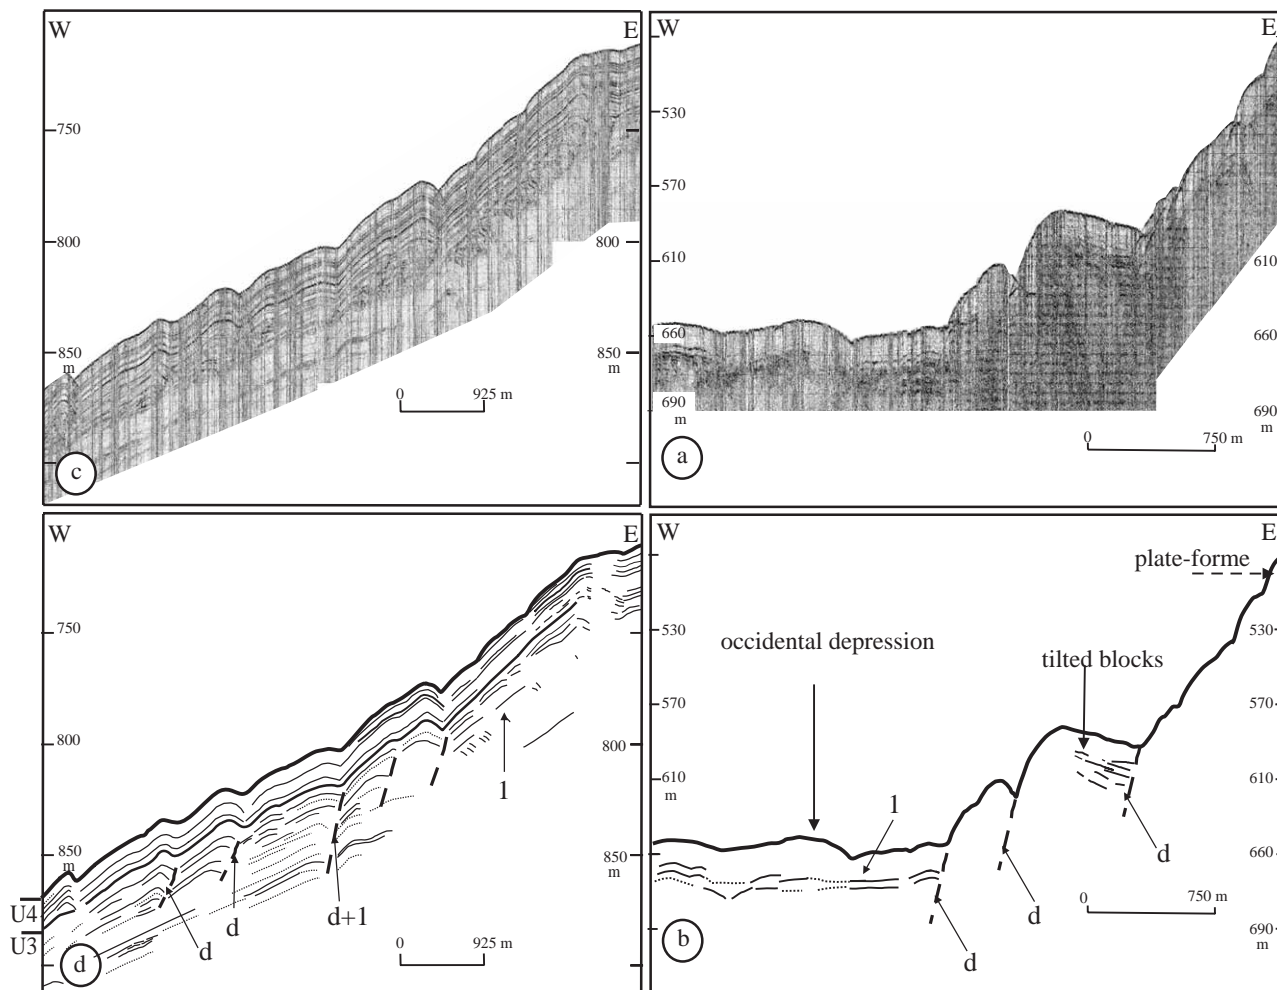 W E
750
800 800
850 850
m m
0 925 m
c
W E
530 530
570 570
610 610
660 660
690 690
m m
0 750 m
a
W E
750
800 800
850 850
m m
1
d+1
d
d
U4
U3
0 925 m
d
W E
plate-forme
530 530
occidental depression
tilted blocks
570 570
610 610
m m
1
d
660
d
d
0 750 m
690
m
b